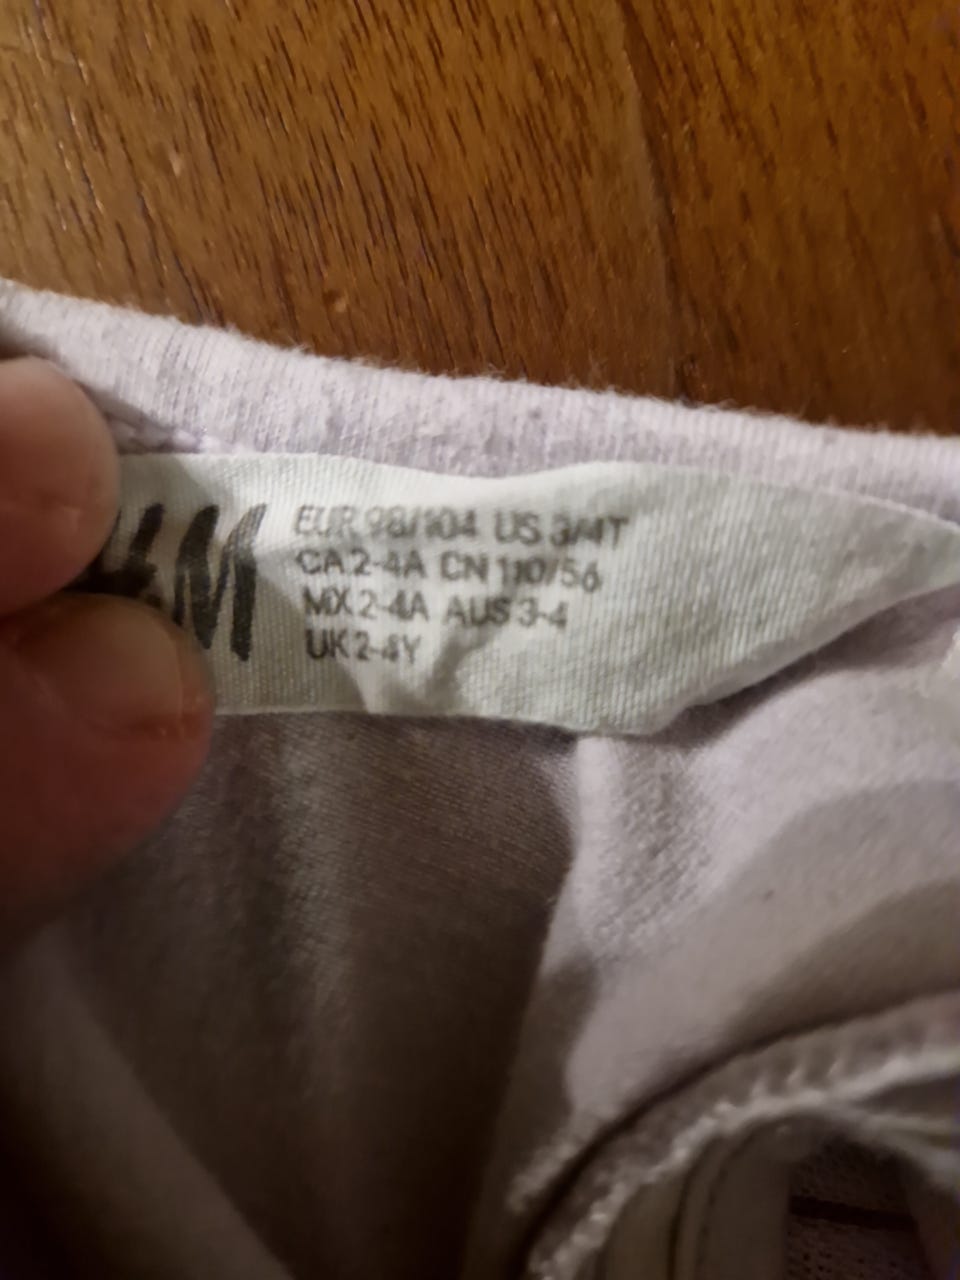 &M
EUR 98/104 US 3/4T
CA 2-4A CN 110/56
MX 2-4A AUS 3-4
UK 2-4Y